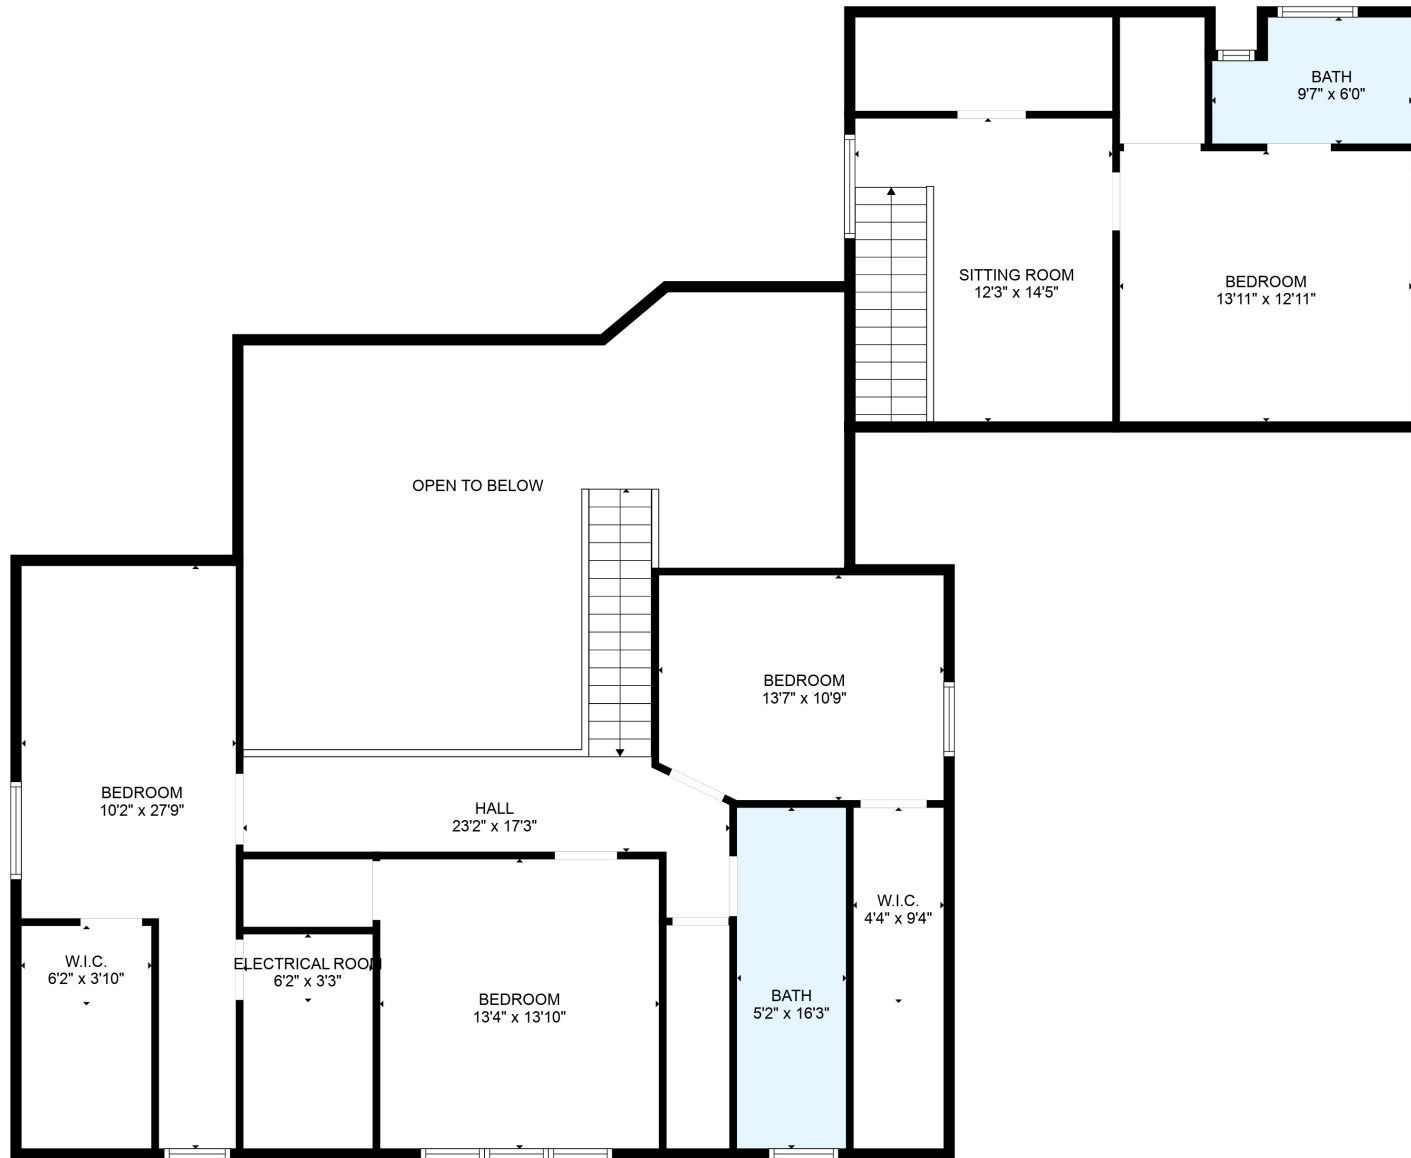 BATH
9'7" x 6'0"
SITTING ROOM
12'3" x 14'5"
BEDROOM
13'11" x 12'11"
OPEN TO BELOW
BEDROOM
13'7" x 10'9"
BEDROOM
10'2" x 27'9"
HALL
23'2" x 17'3"
W.I.C.
4'4" x 9'4"
W.I.C.
6'2" x 3'10"
ELECTRICAL ROOM
6'2" x 3'3"
BEDROOM
13'4" x 13'10"
BATH
5'2" x 16'3"